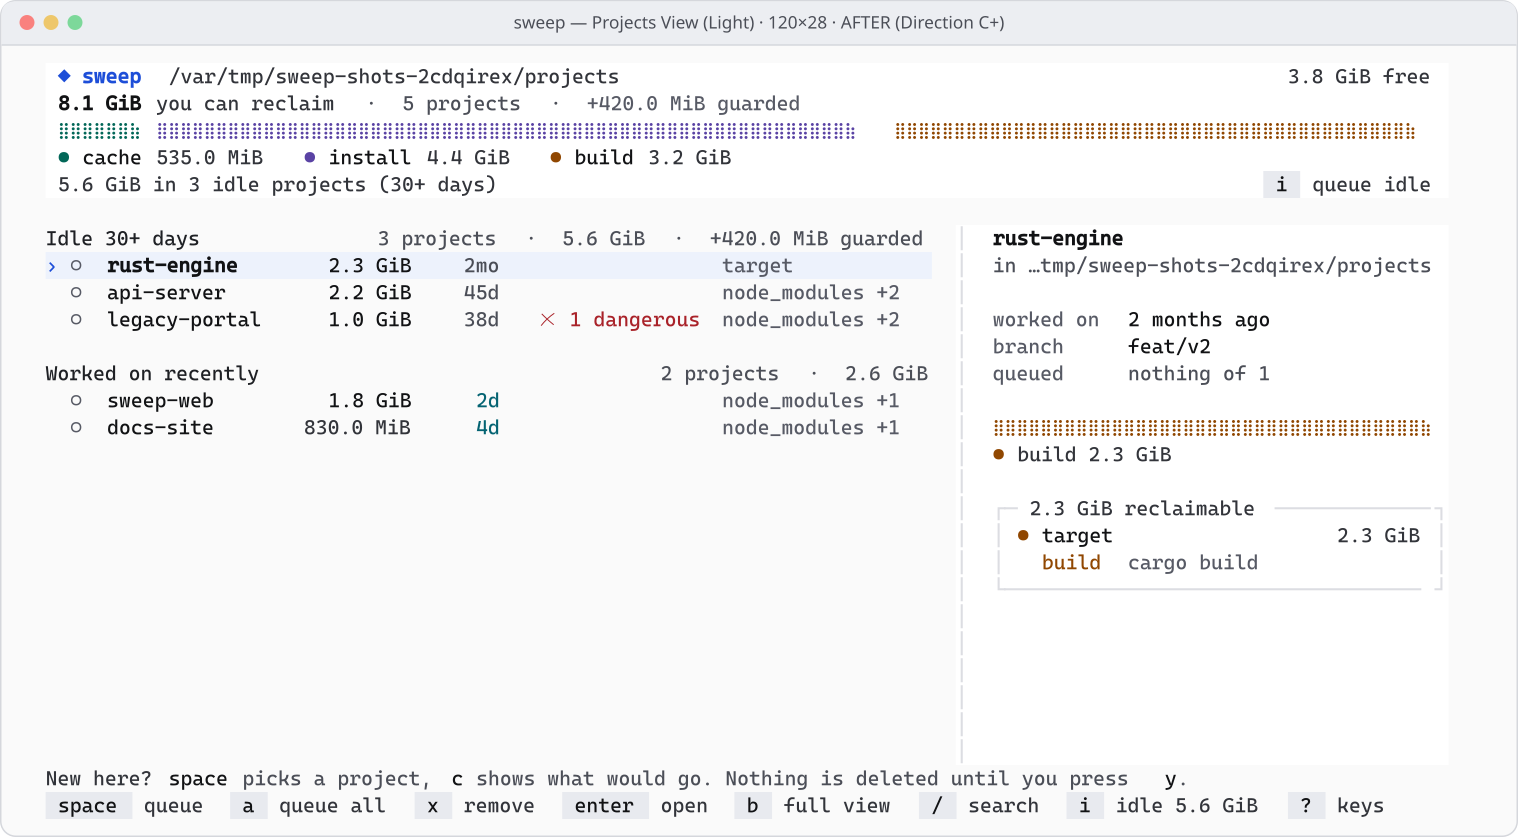 sweep — Projects View (Light) · 120×28 · AFTER (Direction C+)
◆ sweep /var/tmp/sweep-shots-2cdqirex/projects 3.8 GiB free
8.1 GiB you can reclaim · 5 projects · +420.0 MiB guarded
● cache 535.0 MiB ● install 4.4 GiB ● build 3.2 GiB
5.6 GiB in 3 idle projects (30+ days) i queue idle
Idle 30+ days 3 projects · 5.6 GiB · +420.0 MiB guarded
› ○ rust-engine 2.3 GiB 2mo target
○ api-server 2.2 GiB 45d node_modules +2
○ legacy-portal 1.0 GiB 38d ✕ 1 dangerous node_modules +2
Worked on recently 2 projects · 2.6 GiB
○ sweep-web 1.8 GiB 2d node_modules +1
○ docs-site 830.0 MiB 4d node_modules +1
rust-engine
in …tmp/sweep-shots-2cdqirex/projects
worked on 2 months ago
branch feat/v2
queued nothing of 1
● build 2.3 GiB
2.3 GiB reclaimable
● target 2.3 GiB
build cargo build
New here? space picks a project, c shows what would go. Nothing is deleted until you press y.
space queue a queue all x remove enter open b full view / search i idle 5.6 GiB ? keys